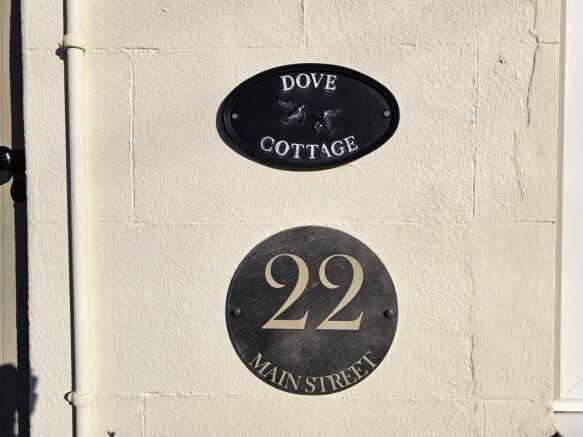 DOVE
COTTAGE
22
MAIN STREET